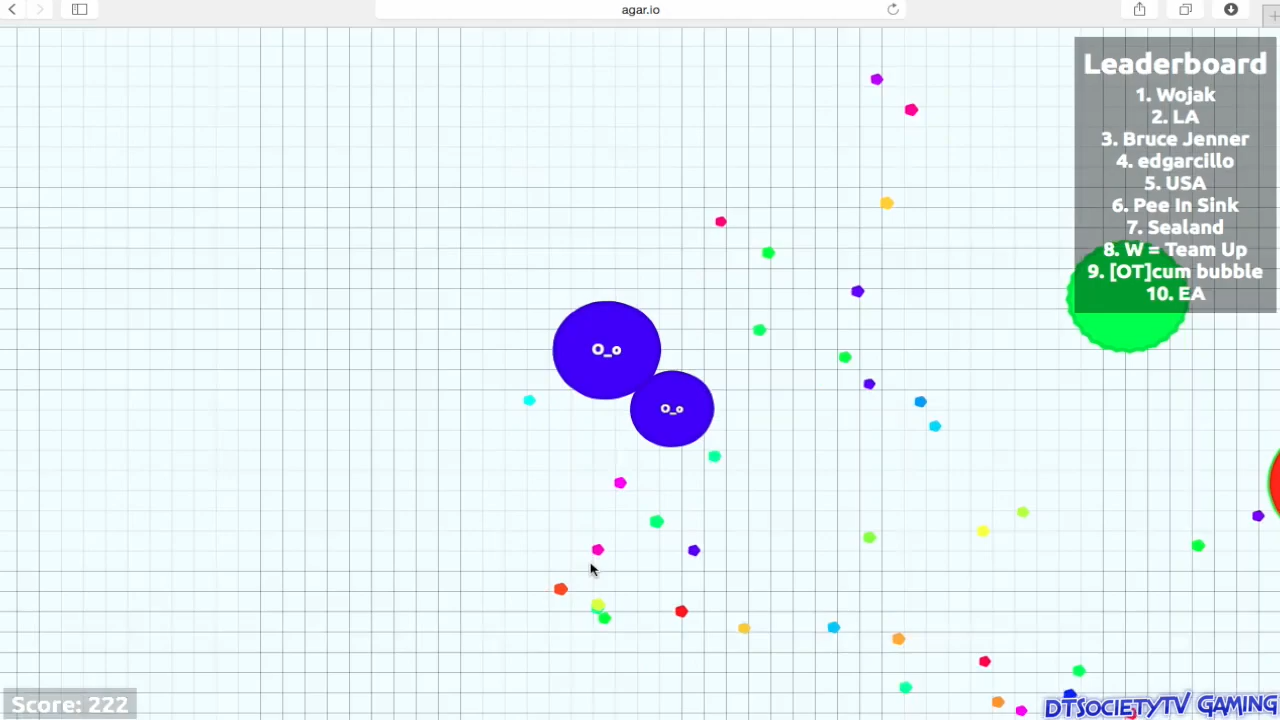 agar.io
Leaderboard
1. Wojak
2. LA
3. Bruce Jenner
4. edgarcillo
5. USA
6. Pee In Sink
7. Sealand
8. W = Team Up
9. [OT]cum bubble
10. EA
o_o
o_o
Score: 222
DTSocietyTV Gaming